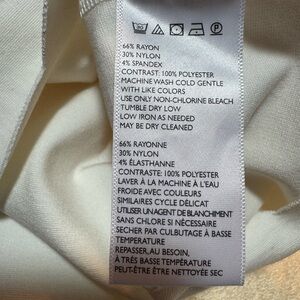 66% RAYON
30% NYLON
4% SPANDEX
CONTRAST: 100% POLYESTER
MACHINE WASH COLD GENTLE
WITH LIKE COLORS
USE ONLY NON-CHLORINE BLEACH
TUMBLE DRY LOW
LOW IRON AS NEEDED
MAY BE DRY CLEANED
66% RAYONNE
30% NYLON
4% ÉLASTHANNE
CONTRASTE: 100% POLYESTER
LAVER À LA MACHINE À L'EAU
FROIDE AVEC COULEURS
SIMILAIRES CYCLE DÉLICAT
UTILISER UN AGENT DE BLANCHIMENT
SANS CHLORE SI NÉCESSAIRE
SECHER PAR CULBUTAGE À BASSE
TEMPERATURE
REPASSER, AU BESOIN,
À TRÈS BASSE TEMPÉRATURE
PEUT-ÊTRE ÊTRE NETTOYÉ SEC